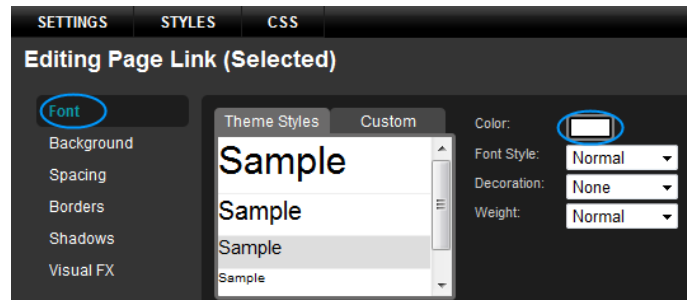 SETTINGS STYLES CSS
Editing Page Link (Selected)
Font
Background
Spacing
Borders
Shadows
Visual FX
Theme Styles Custom
Sample
Sample
Sample
Sample
Color:
Font Style: Normal
Decoration: None
Weight: Normal